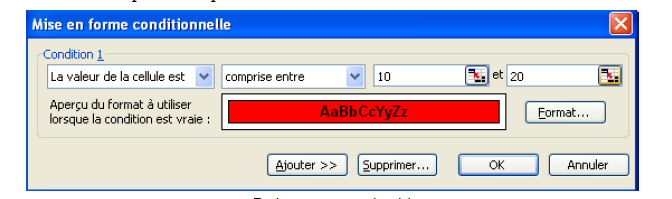 Mise en forme conditionnelle
Condition 1
La valeur de la cellule est comprise entre 10 et 20
Aperçu du format à utiliser
lorsque la condition est vraie :
AaBbCcYyZz
Format...
Ajouter >> Supprimer... OK Annuler